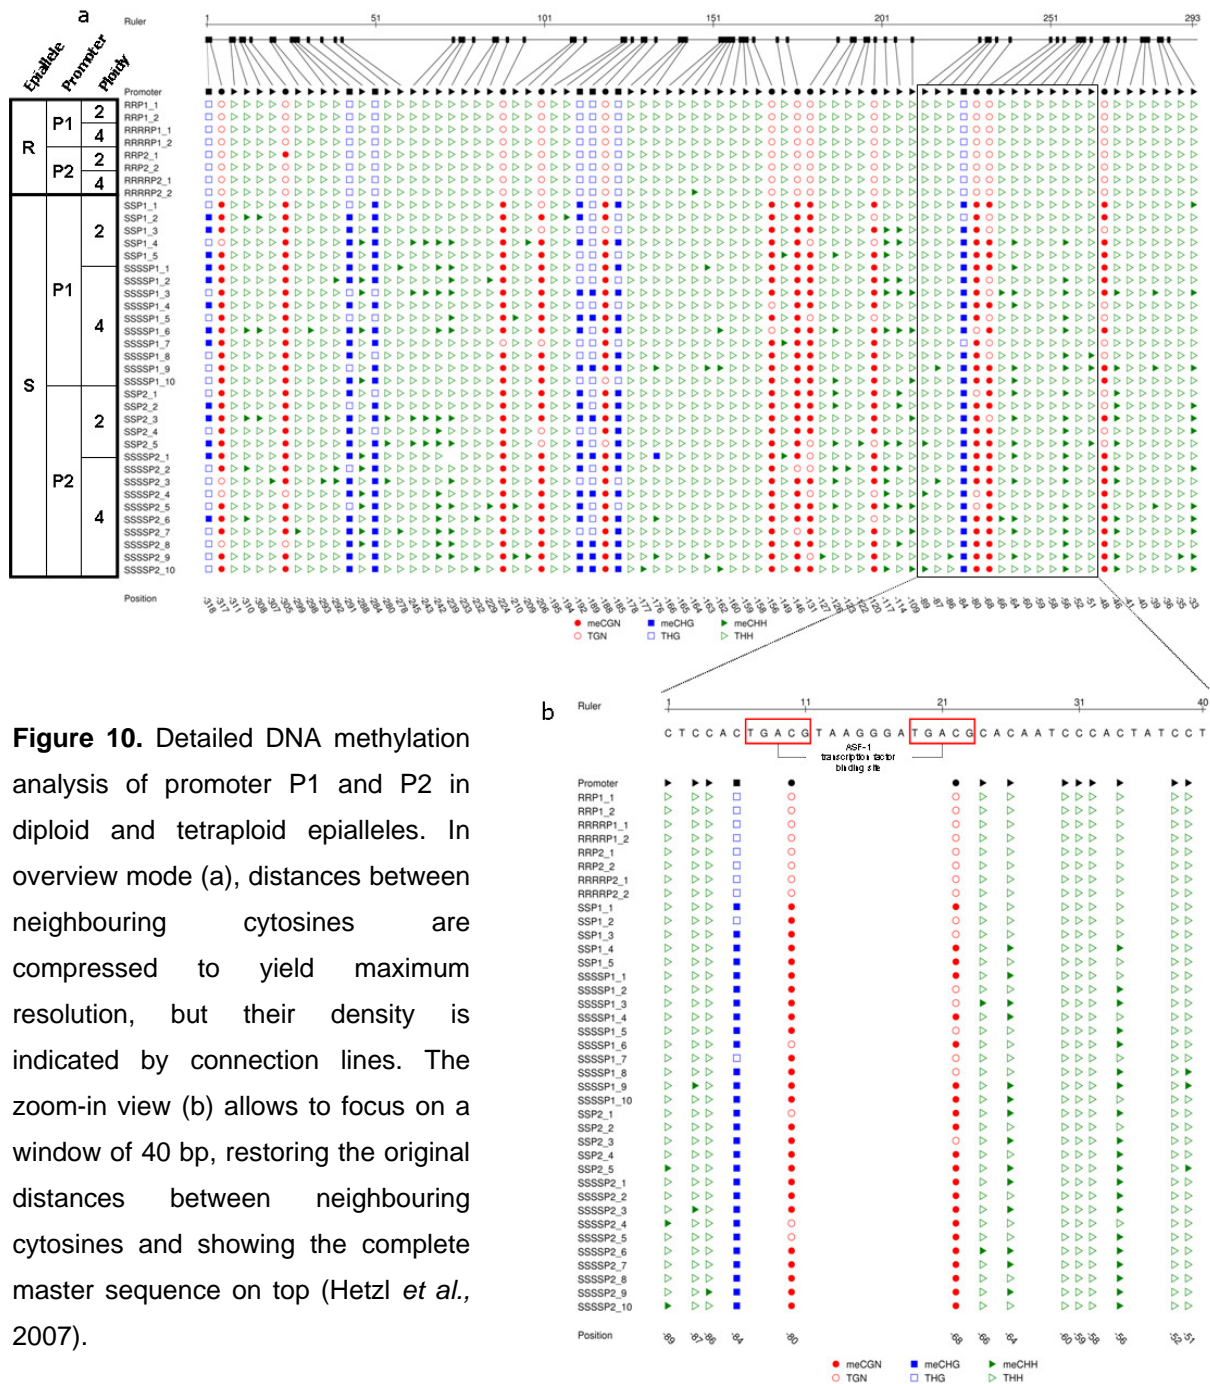 a
Ruler
1 51 101 151 201 251 293
Epiallele
Promoter
Ploidy
Promoter
RRP1_1
RRP1_2
RRRRP1_1
RRRRP1_2
RRP2_1
RRP2_2
RRRRP2_1
RRRRP2_2
SSP1_1
SSP1_2
SSP1_3
SSP1_4
SSP1_5
SSSSP1_1
SSSSP1_2
SSSSP1_3
SSSSP1_4
SSSSP1_5
SSSSP1_6
SSSSP1_7
SSSSP1_8
SSSSP1_9
SSSSP1_10
SSP2_1
SSP2_2
SSP2_3
SSP2_4
SSP2_5
SSSSP2_1
SSSSP2_2
SSSSP2_3
SSSSP2_4
SSSSP2_5
SSSSP2_6
SSSSP2_7
SSSSP2_8
SSSSP2_9
SSSSP2_10
R
P1
2
4
P2
2
4
S
P1
2
4
P2
2
4
Position
meCGN meCHG meCHH
TGN THG THH
b
Ruler
1 11 21 31 40
C T C C A C T G A C G T A A G G G A T G A C G C A C A A T C C C A C T A T C C T
ASF-1
transcription factor
binding site
Promoter
RRP1_1
RRP1_2
RRRRP1_1
RRRRP1_2
RRP2_1
RRP2_2
RRRRP2_1
RRRRP2_2
SSP1_1
SSP1_2
SSP1_3
SSP1_4
SSP1_5
SSSSP1_1
SSSSP1_2
SSSSP1_3
SSSSP1_4
SSSSP1_5
SSSSP1_6
SSSSP1_7
SSSSP1_8
SSSSP1_9
SSSSP1_10
SSP2_1
SSP2_2
SSP2_3
SSP2_4
SSP2_5
SSSSP2_1
SSSSP2_2
SSSSP2_3
SSSSP2_4
SSSSP2_5
SSSSP2_6
SSSSP2_7
SSSSP2_8
SSSSP2_9
SSSSP2_10
Position
-89 -87 -86 -84 -80 -68 -66 -64 -60 -59 -58 -56 -52 -51
meCGN meCHG meCHH
TGN THG THH
Figure 10. Detailed DNA methylation
analysis of promoter P1 and P2 in
diploid and tetraploid epialleles. In
overview mode (a), distances between
neighbouring cytosines are
compressed to yield maximum
resolution, but their density is
indicated by connection lines. The
zoom-in view (b) allows to focus on a
window of 40 bp, restoring the original
distances between neighbouring
cytosines and showing the complete
master sequence on top (Hetzl et al.,
2007).